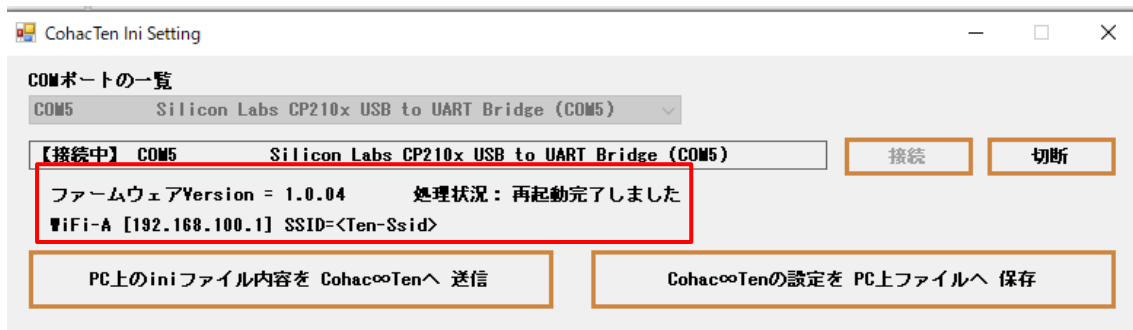 CohacTen Ini Setting
COMポートの一覧
COM5 Silicon Labs CP210x USB to UART Bridge (COM5)
【接続中】 COM5 Silicon Labs CP210x USB to UART Bridge (COM5)
接続
切断
ファームウェアVersion = 1.0.04 処理状況：再起動完了しました
WiFi-A [192.168.100.1] SSID=<Ten-Ssid>
PC上のiniファイル内容を Cohac∞Tenへ 送信
Cohac∞Tenの設定を PC上ファイルへ 保存